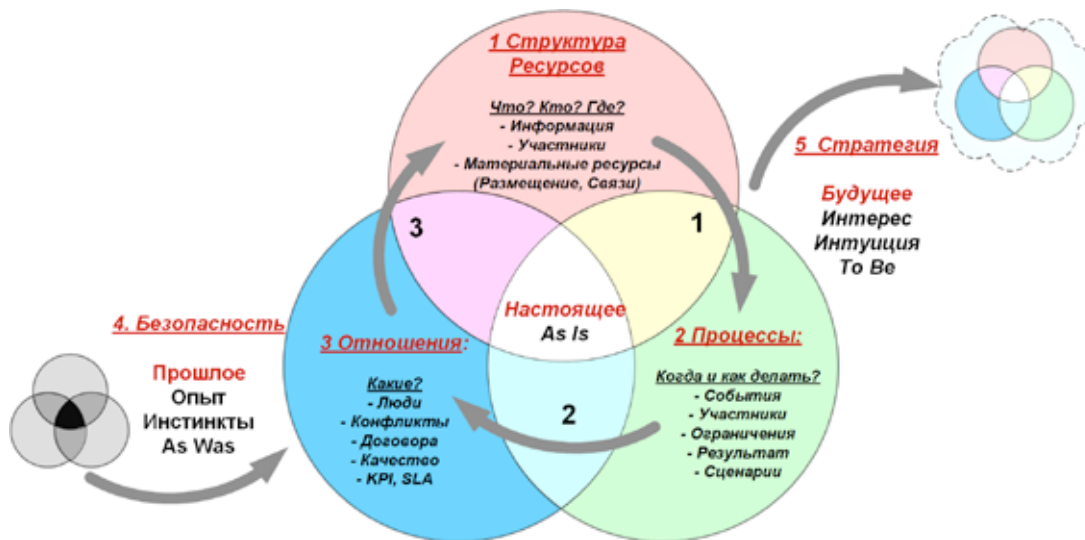 1 Структура
Ресурсов
Что? Кто? Где?
- Информация
- Участники
- Материальные ресурсы
(Размещение, Связи)
5 Стратегия
Будущее
Интерес
Интуиция
To Be
3
1
Настоящее
As Is
4. Безопасность
Прошлое
Опыт
Инстинкты
As Was
3 Отношения:
Какие?
- Люди
- Конфликты
- Договора
- Качество
- KPI, SLA
2
2 Процессы:
Когда и как делать?
- События
- Участники
- Ограничения
- Результат
- Сценарии